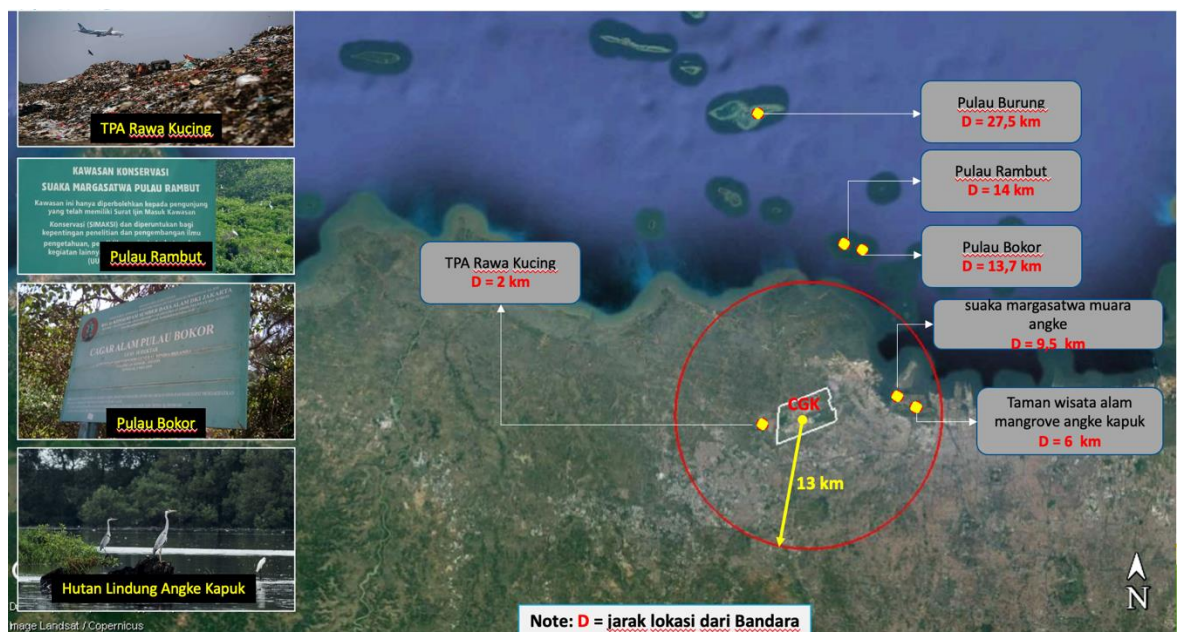 TPA Rawa Kucing
KAWASAN KONSERVASI
SUAKA MARGASATWA PULAU RAMBUT
Kawasan ini hanya diperbolehkan kepada pengunjung
yang telah memiliki Surat Ijin Masuk Kawasan
Konservasi (SIMAKSI) dan diperuntukan bagi
kepentingan penelitian dan pengembangan ilmu
pengetahuan,
kegiatan lainny
(UU
Pulau Rambut
CAGAR ALAM PULAU BOKOR
Pulau Bokor
Hutan Lindung Angke Kapuk
Image Landsat / Copernicus
TPA Rawa Kucing
D = 2 km
Pulau Burung
D = 27,5 km
Pulau Rambut
D = 14 km
Pulau Bokor
D = 13,7 km
suaka margasatwa muara
angke
D = 9,5 km
Taman wisata alam
mangrove angke kapuk
D = 6 km
CGK
13 km
N
Note: D = jarak lokasi dari Bandara